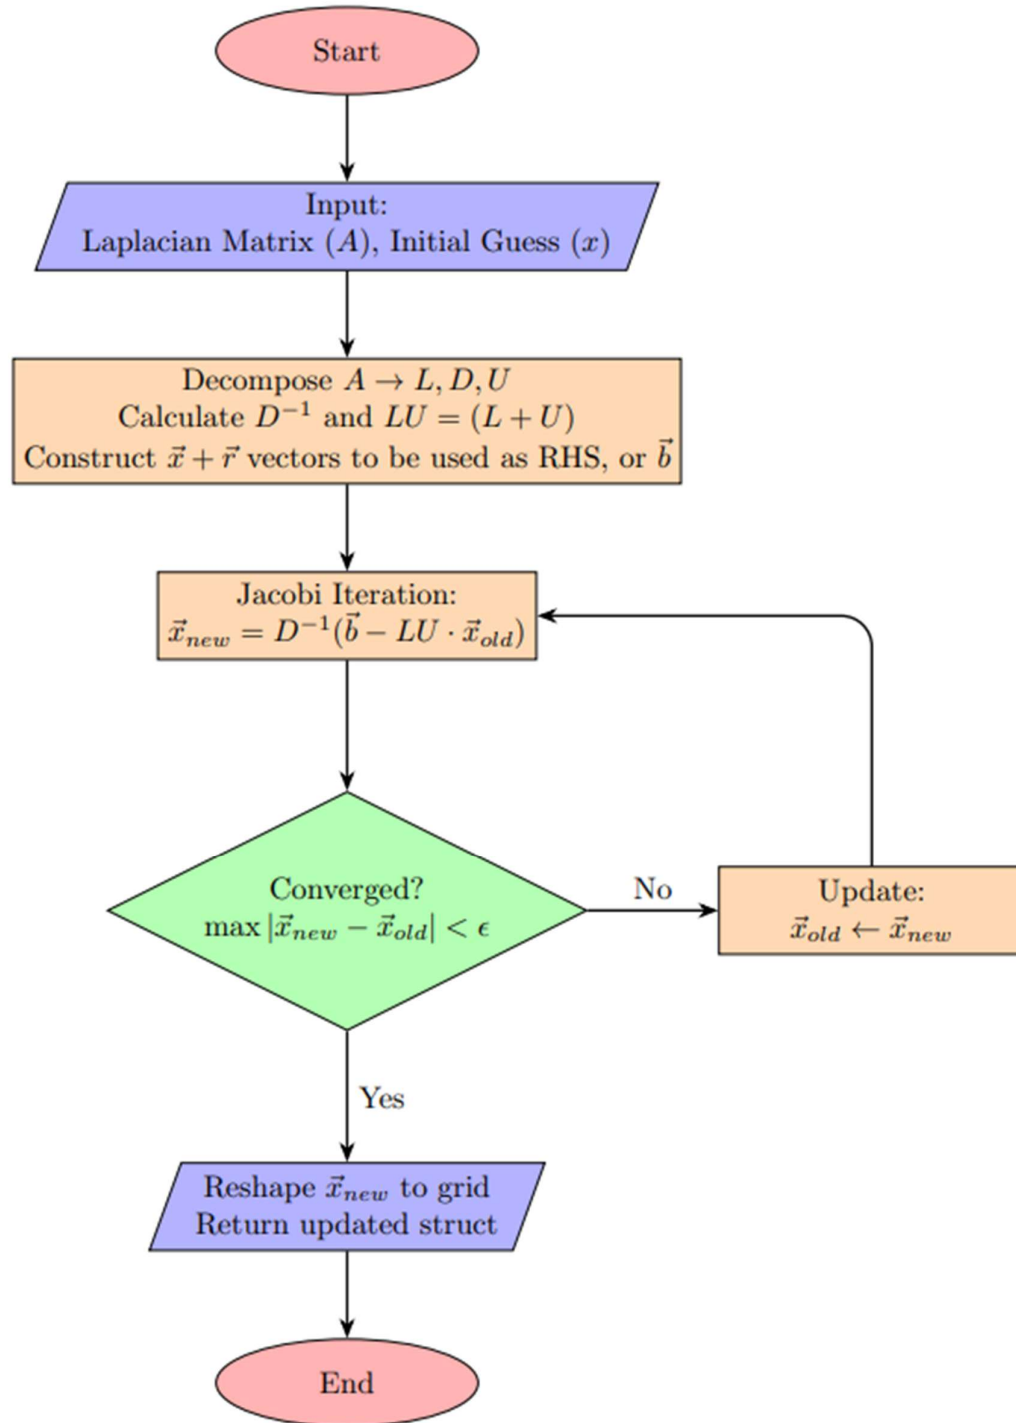 Start
Input:
Laplacian Matrix (A), Initial Guess (x)
Decompose A → L, D, U
Calculate D⁻¹ and LU = (L + U)
Construct x⃗ + r⃗ vectors to be used as RHS, or b⃗
Jacobi Iteration:
x⃗_new = D⁻¹(b⃗ − LU · x⃗_old)
Converged?
max |x⃗_new − x⃗_old| < ϵ
No
Update:
x⃗_old ← x⃗_new
Yes
Reshape x⃗_new to grid
Return updated struct
End